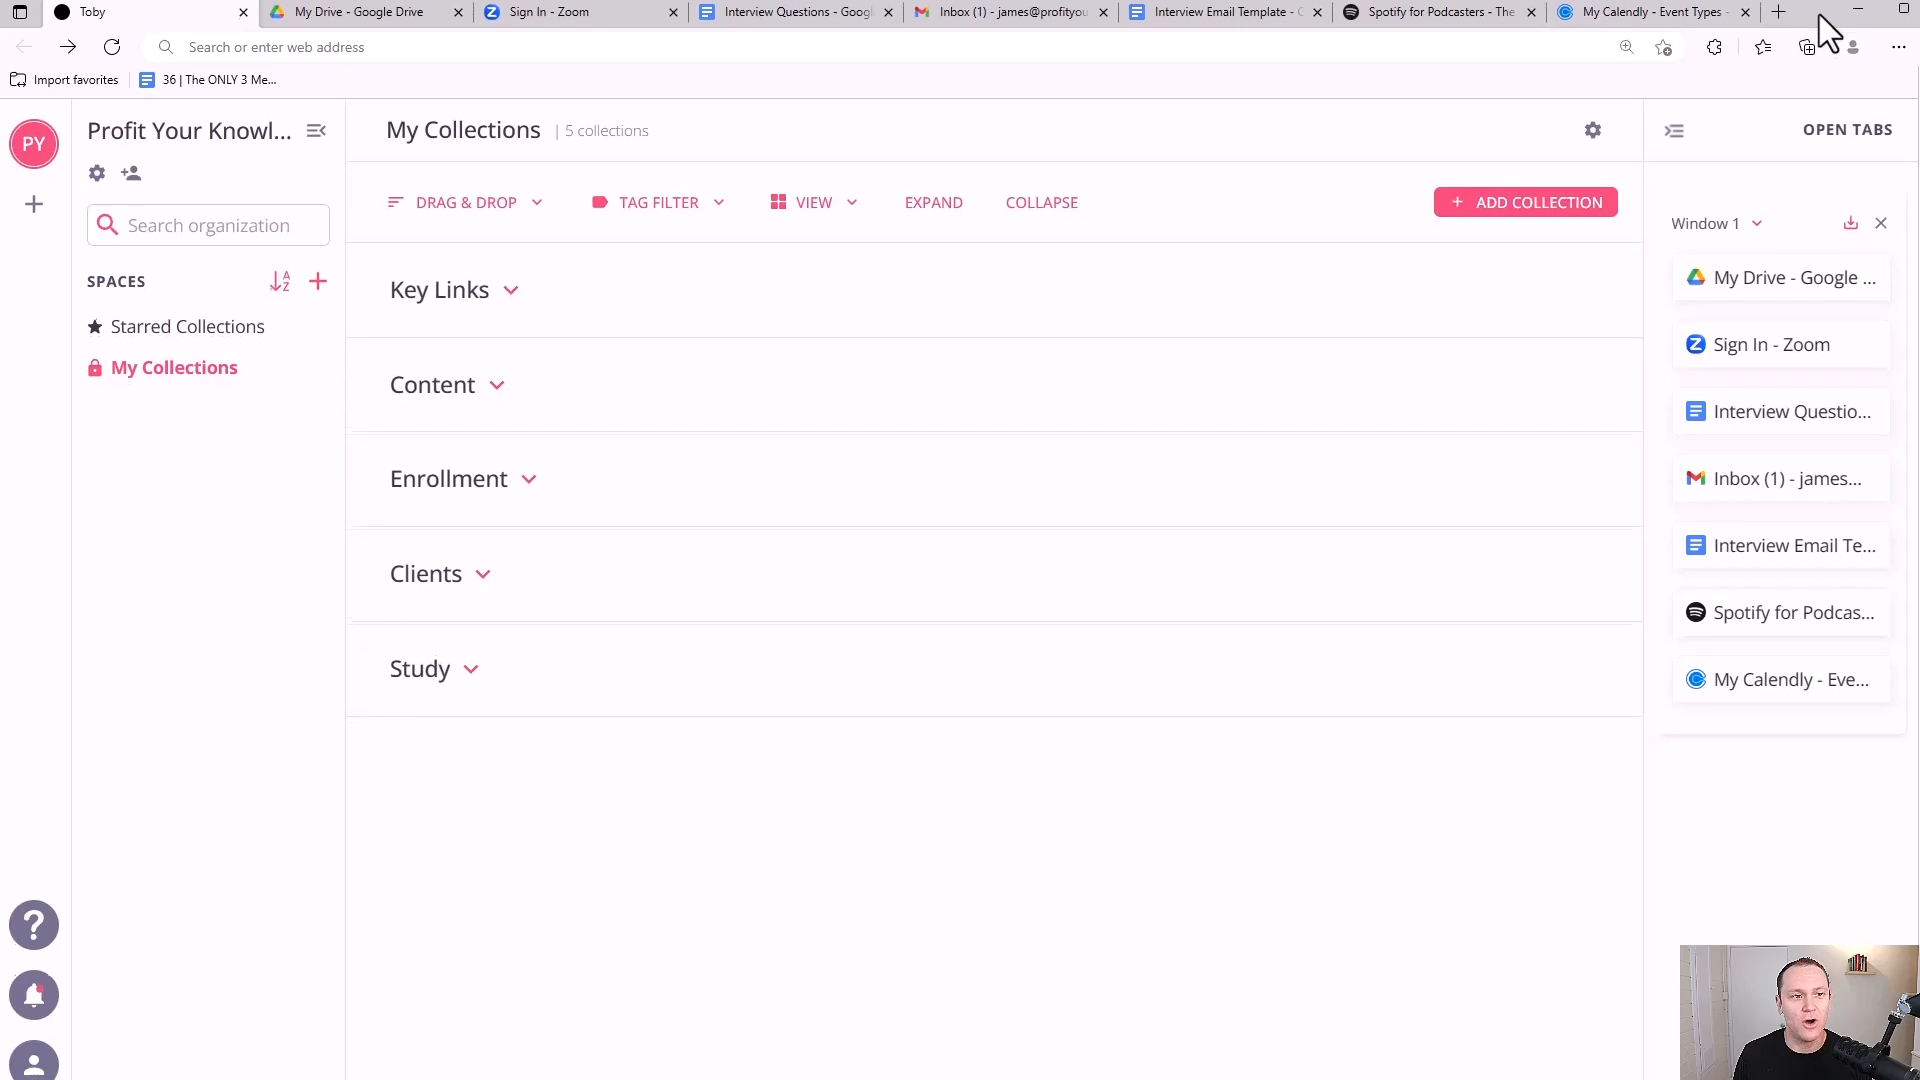 Toby
My Drive - Google Drive
Sign In - Zoom
Interview Questions - Googl
Inbox (1) - james@profityou
Interview Email Template - G
Spotify for Podcasters - The
My Calendly - Event Types -
Search or enter web address
Import favorites
36 | The ONLY 3 Me...
PY
Profit Your Knowl...
Search organization
SPACES
Starred Collections
My Collections
My Collections | 5 collections
DRAG & DROP
TAG FILTER
VIEW
EXPAND
COLLAPSE
+ ADD COLLECTION
Key Links
Content
Enrollment
Clients
Study
OPEN TABS
Window 1
My Drive - Google ...
Sign In - Zoom
Interview Questio...
Inbox (1) - james...
Interview Email Te...
Spotify for Podcas...
My Calendly - Eve...